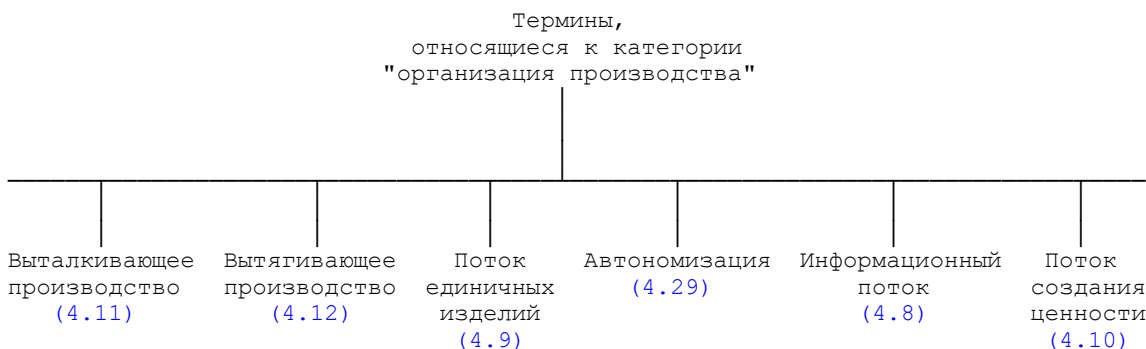 Термины,
относящиеся к категории
"организация производства"
Выталкивающее Вытягивающее Поток Автономизация Информационный Поток
производство производство единичных (4.29) поток создания
(4.11) (4.12) изделий (4.8) ценности
(4.9) (4.10)